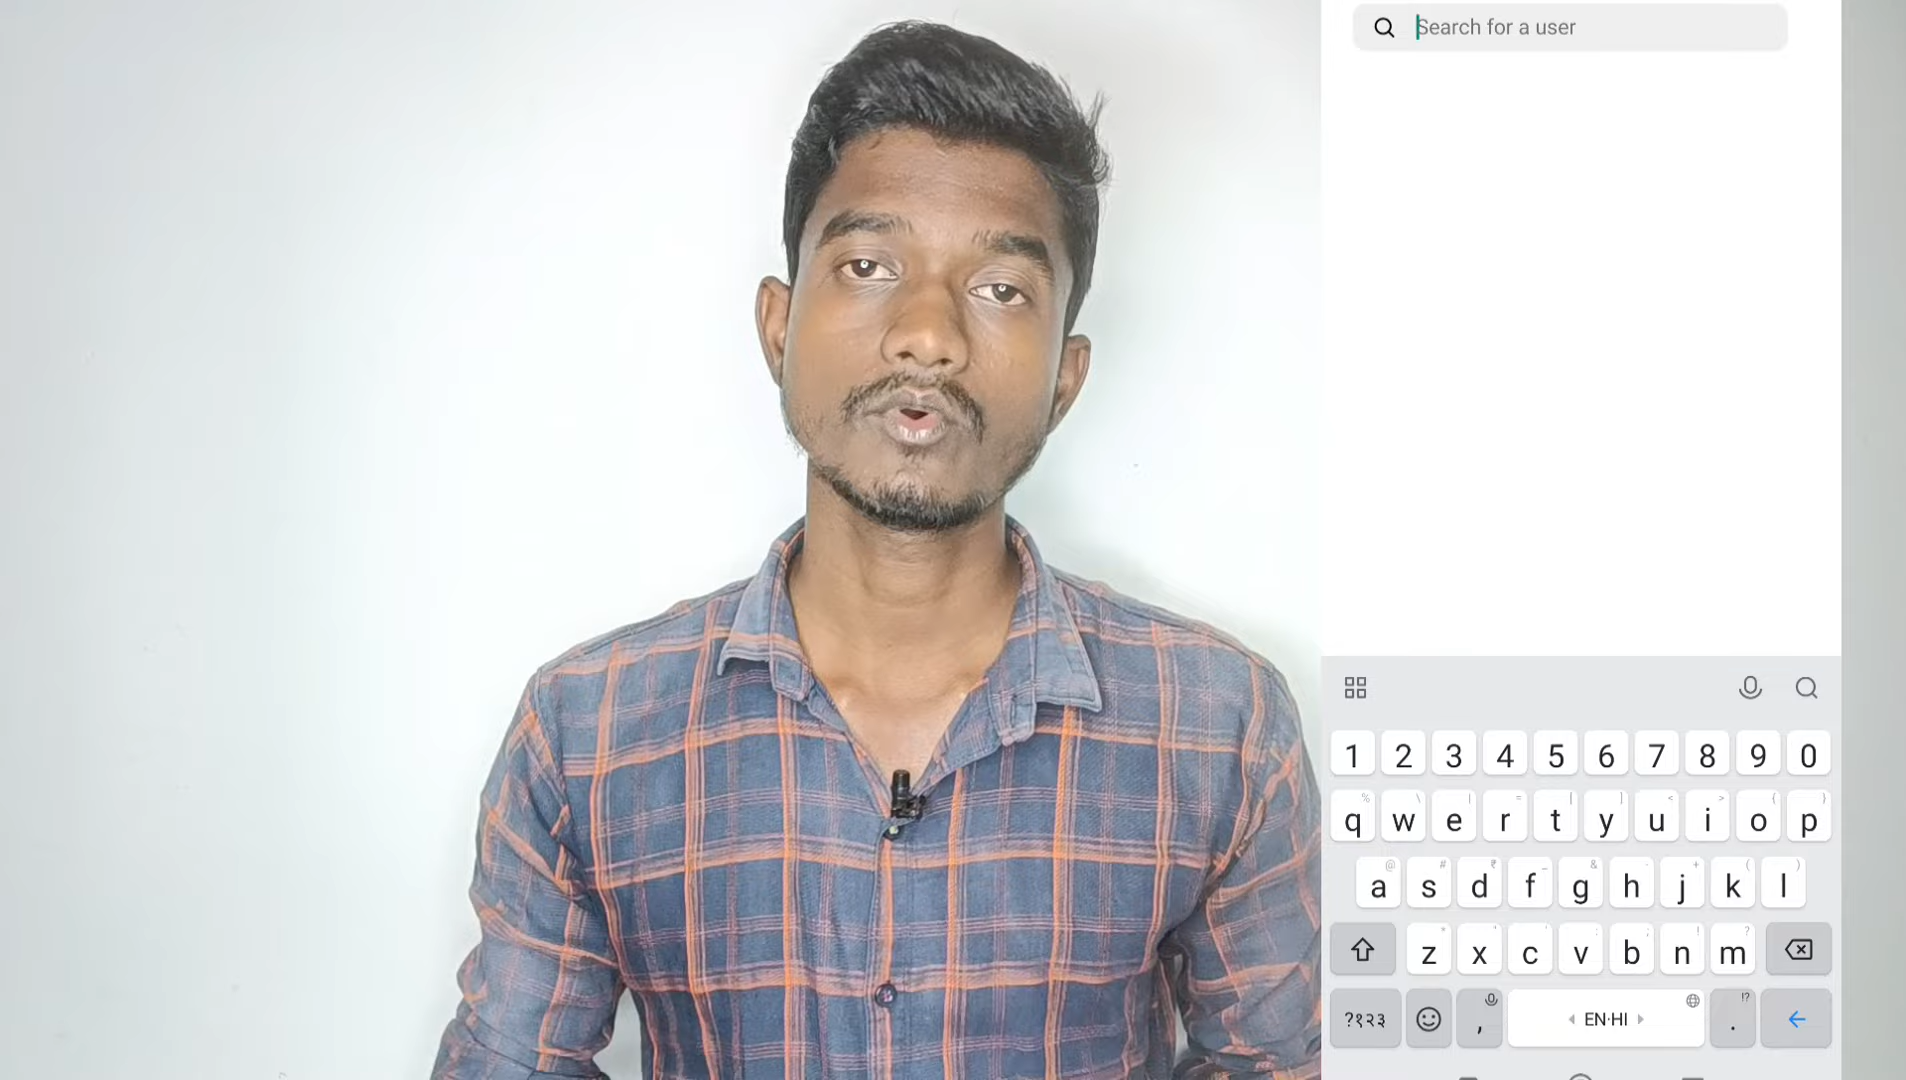 Search for a user
1 2 3 4 5 6 7 8 9 0
% \ | = [ ] < > { }
q w e r t y u i o p
@ # ₹ _ & - + ( )
a s d f g h j k l
* " ' : ; ! ?
z x c v b n m
!?
?१२३ , EN·HI .